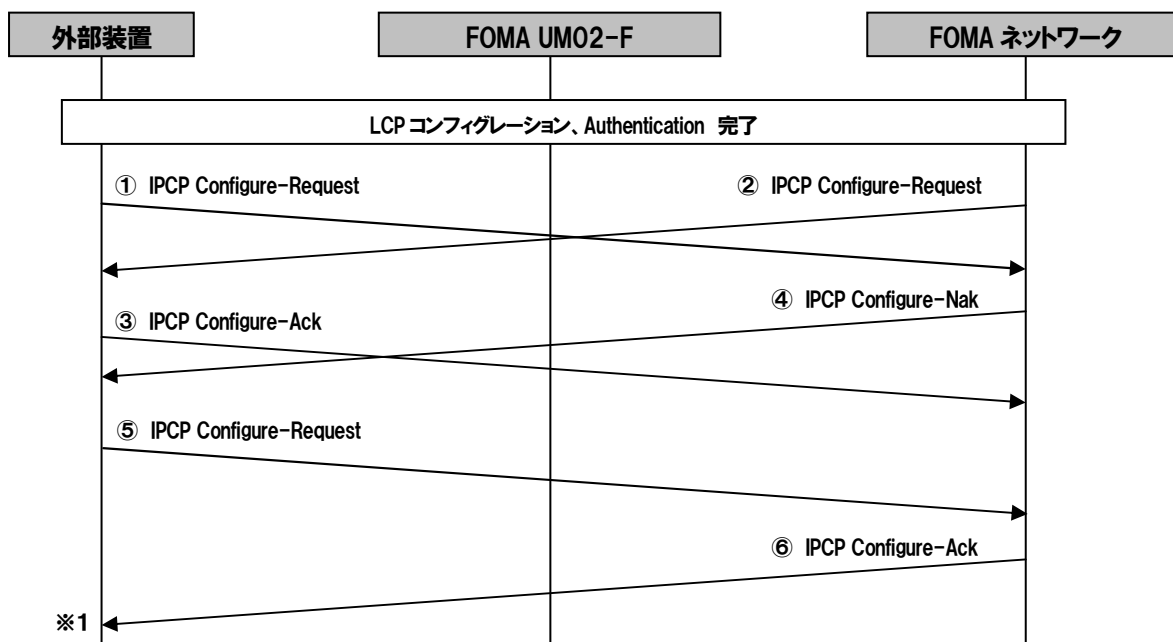 外部装置
FOMA UM02-F
FOMA ネットワーク
LCP コンフィグレーション、Authentication 完了
① IPCP Configure-Request
② IPCP Configure-Request
④ IPCP Configure-Nak
③ IPCP Configure-Ack
⑤ IPCP Configure-Request
⑥ IPCP Configure-Ack
※1